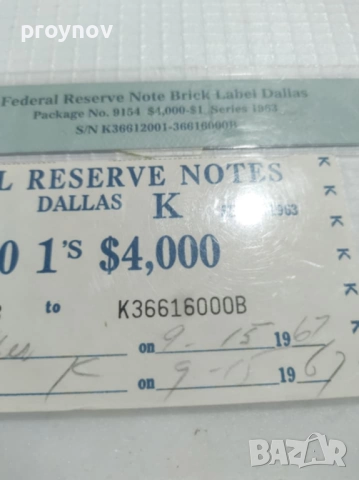 proynov
Federal Reserve Note Brick Label Dallas
Package No. 9154 $4,000-$1 Series 1963
S/N K36612001-36616000B
L RESERVE NOTES
DALLAS K 1963
0 1'S $4,000
to K36616000B
on 9-15 1967
K on 9-15 1967
K K K K K K K
BAZAR